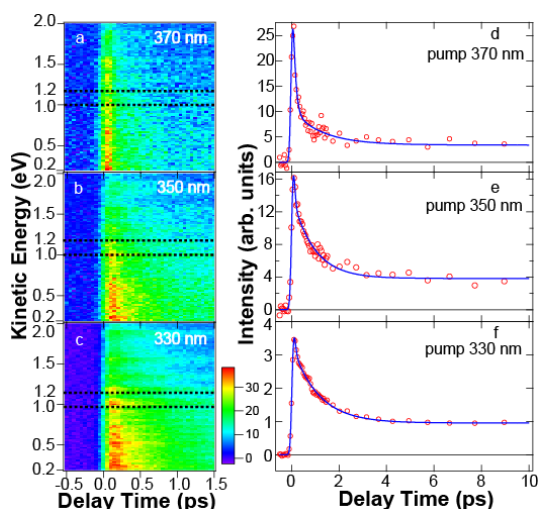 Kinetic Energy (eV)
2.0
a
370 nm
1.5
1.2
1.0
0.5
0.2
2.0
b
350 nm
1.5
1.2
1.0
0.5
0.2
2.0
c
330 nm
1.5
1.2
1.0
0.5
0.2
30
20
10
0
-0.5 0.0 0.5 1.0 1.5
Delay Time (ps)
Intensity (arb. units)
d
pump 370 nm
25
20
15
10
5
0
e
pump 350 nm
16
12
8
4
0
f
pump 330 nm
4
3
2
1
0
0 2 4 6 8 10
Delay Time (ps)